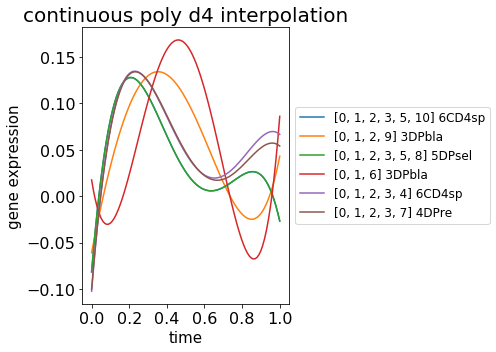 continuous poly d4 interpolation
gene expression
0.15
0.10
0.05
0.00
−0.05
−0.10
0.0 0.2 0.4 0.6 0.8 1.0
time
[0, 1, 2, 3, 5, 10] 6CD4sp
[0, 1, 2, 9] 3DPbla
[0, 1, 2, 3, 5, 8] 5DPsel
[0, 1, 6] 3DPbla
[0, 1, 2, 3, 4] 6CD4sp
[0, 1, 2, 3, 7] 4DPre